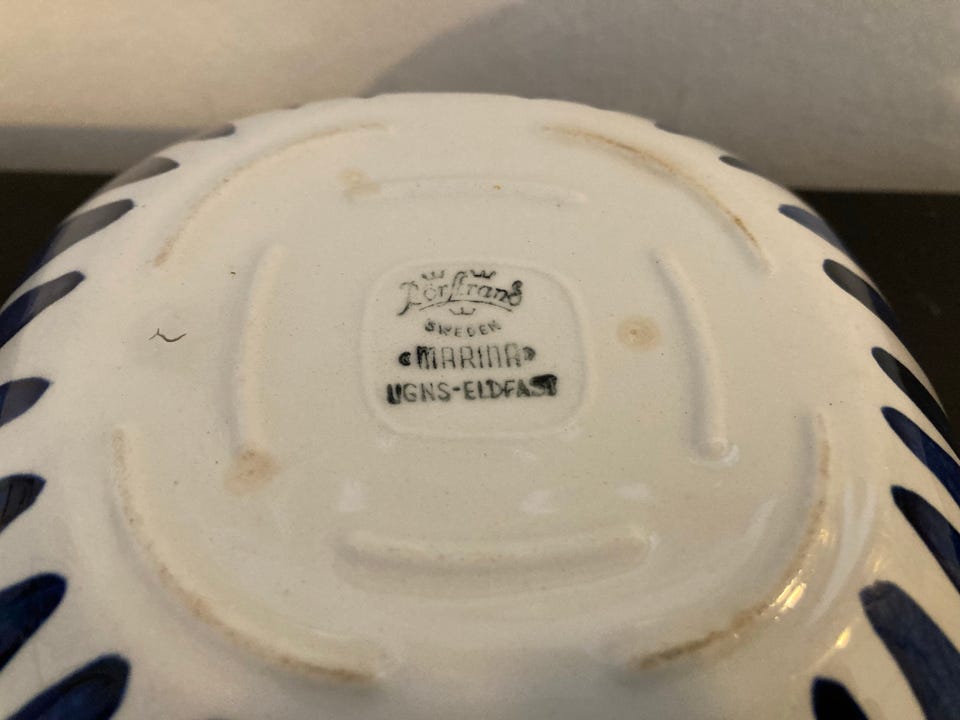 Rörstrand
SWEDEN
«MARINA»
UGNS-ELDFAST